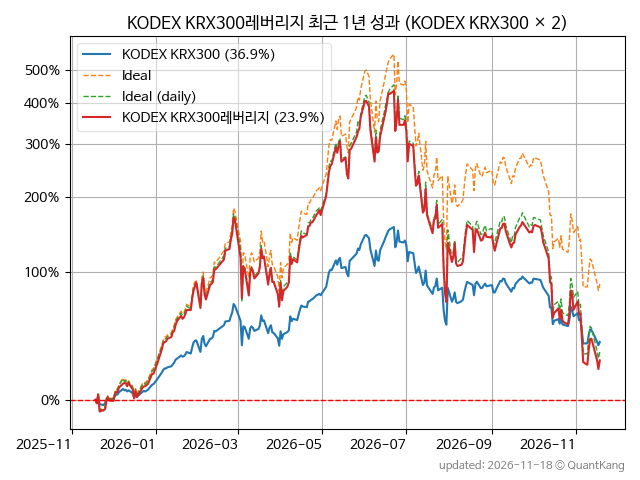 KODEX KRX300레버리지 최근 1년 성과 (KODEX KRX300 × 2)
KODEX KRX300 (36.9%)
Ideal
Ideal (daily)
KODEX KRX300레버리지 (23.9%)
500%
400%
300%
200%
100%
0%
2025-11 2026-01 2026-03 2026-05 2026-07 2026-09 2026-11
updated: 2026-11-18 © QuantKang